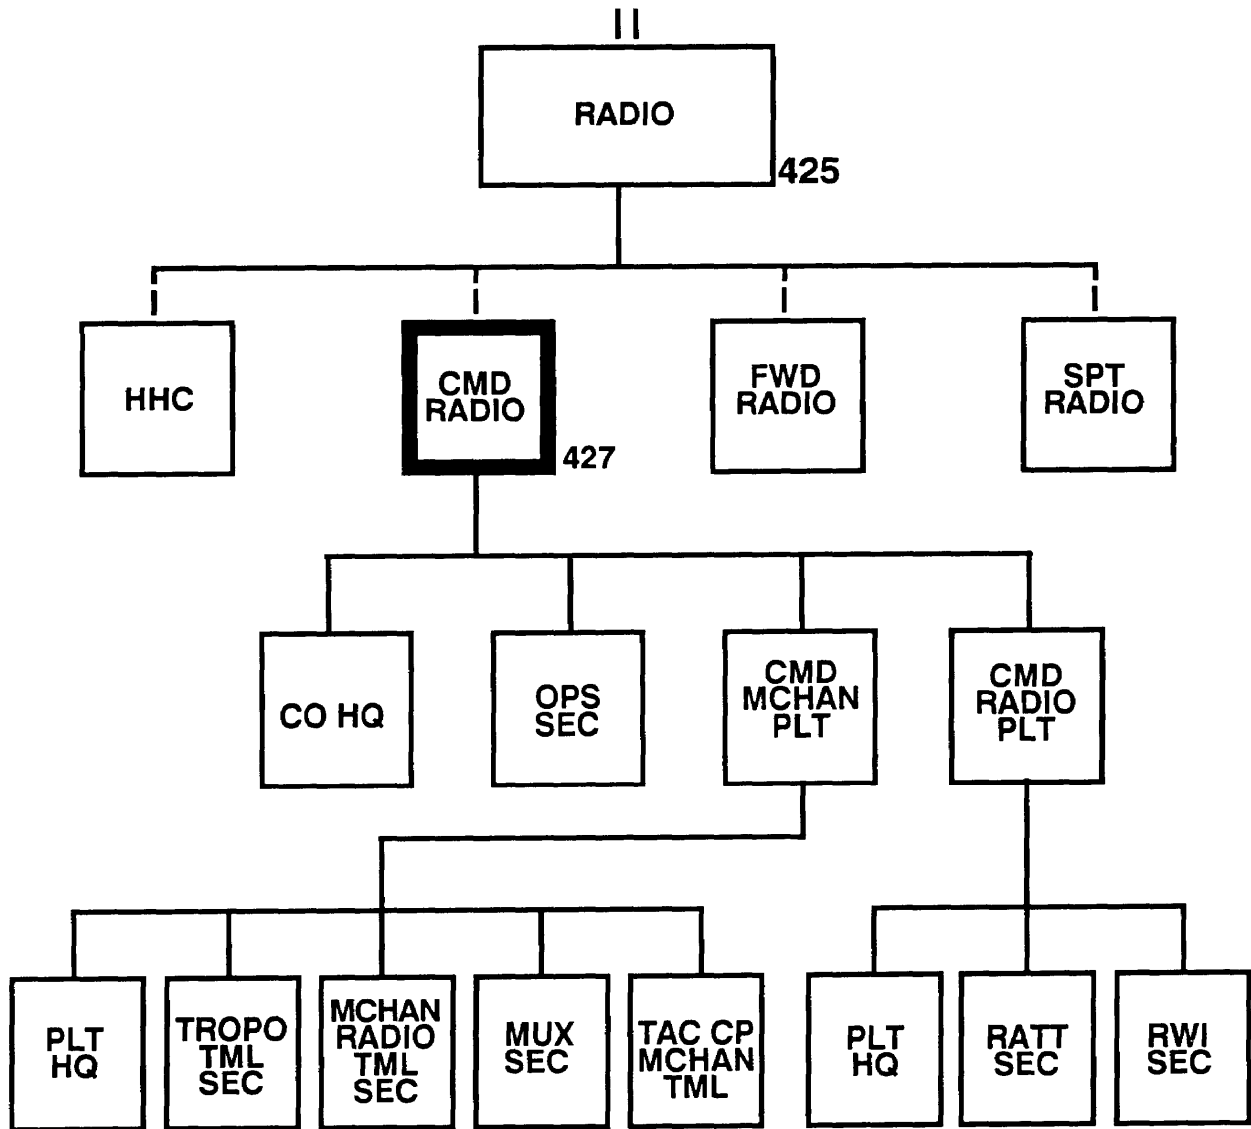 RADIO
425
HHC
CMD
RADIO
427
FWD
RADIO
SPT
RADIO
CO HQ
OPS
SEC
CMD
MCHAN
PLT
CMD
RADIO
PLT
PLT
HQ
TROPO
TML
SEC
MCHAN
RADIO
TML
SEC
MUX
SEC
TAC CP
MCHAN
TML
PLT
HQ
RATT
SEC
RWI
SEC